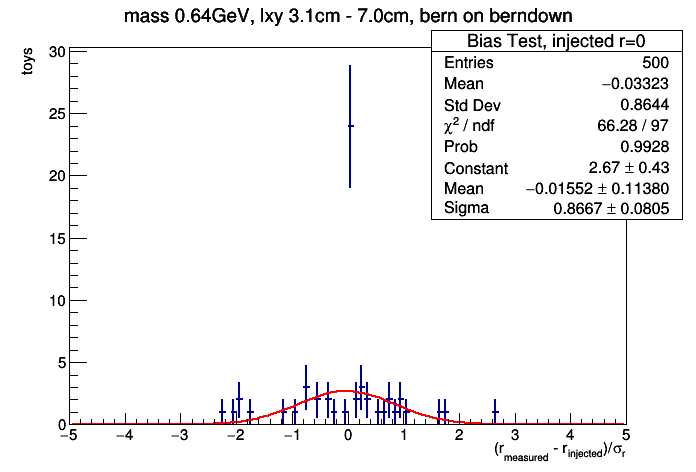 mass 0.64GeV, lxy 3.1cm - 7.0cm, bern on berndown
Bias Test, injected r=0
Entries 500
Mean −0.03323
Std Dev 0.8644
χ² / ndf 66.28 / 97
Prob 0.9928
Constant 2.67 ± 0.43
Mean −0.01552 ± 0.11380
Sigma 0.8667 ± 0.0805
toys
30
25
20
15
10
5
0
−5 −4 −3 −2 −1 0 1 2 3 4 5
(r_measured - r_injected)/σ_r